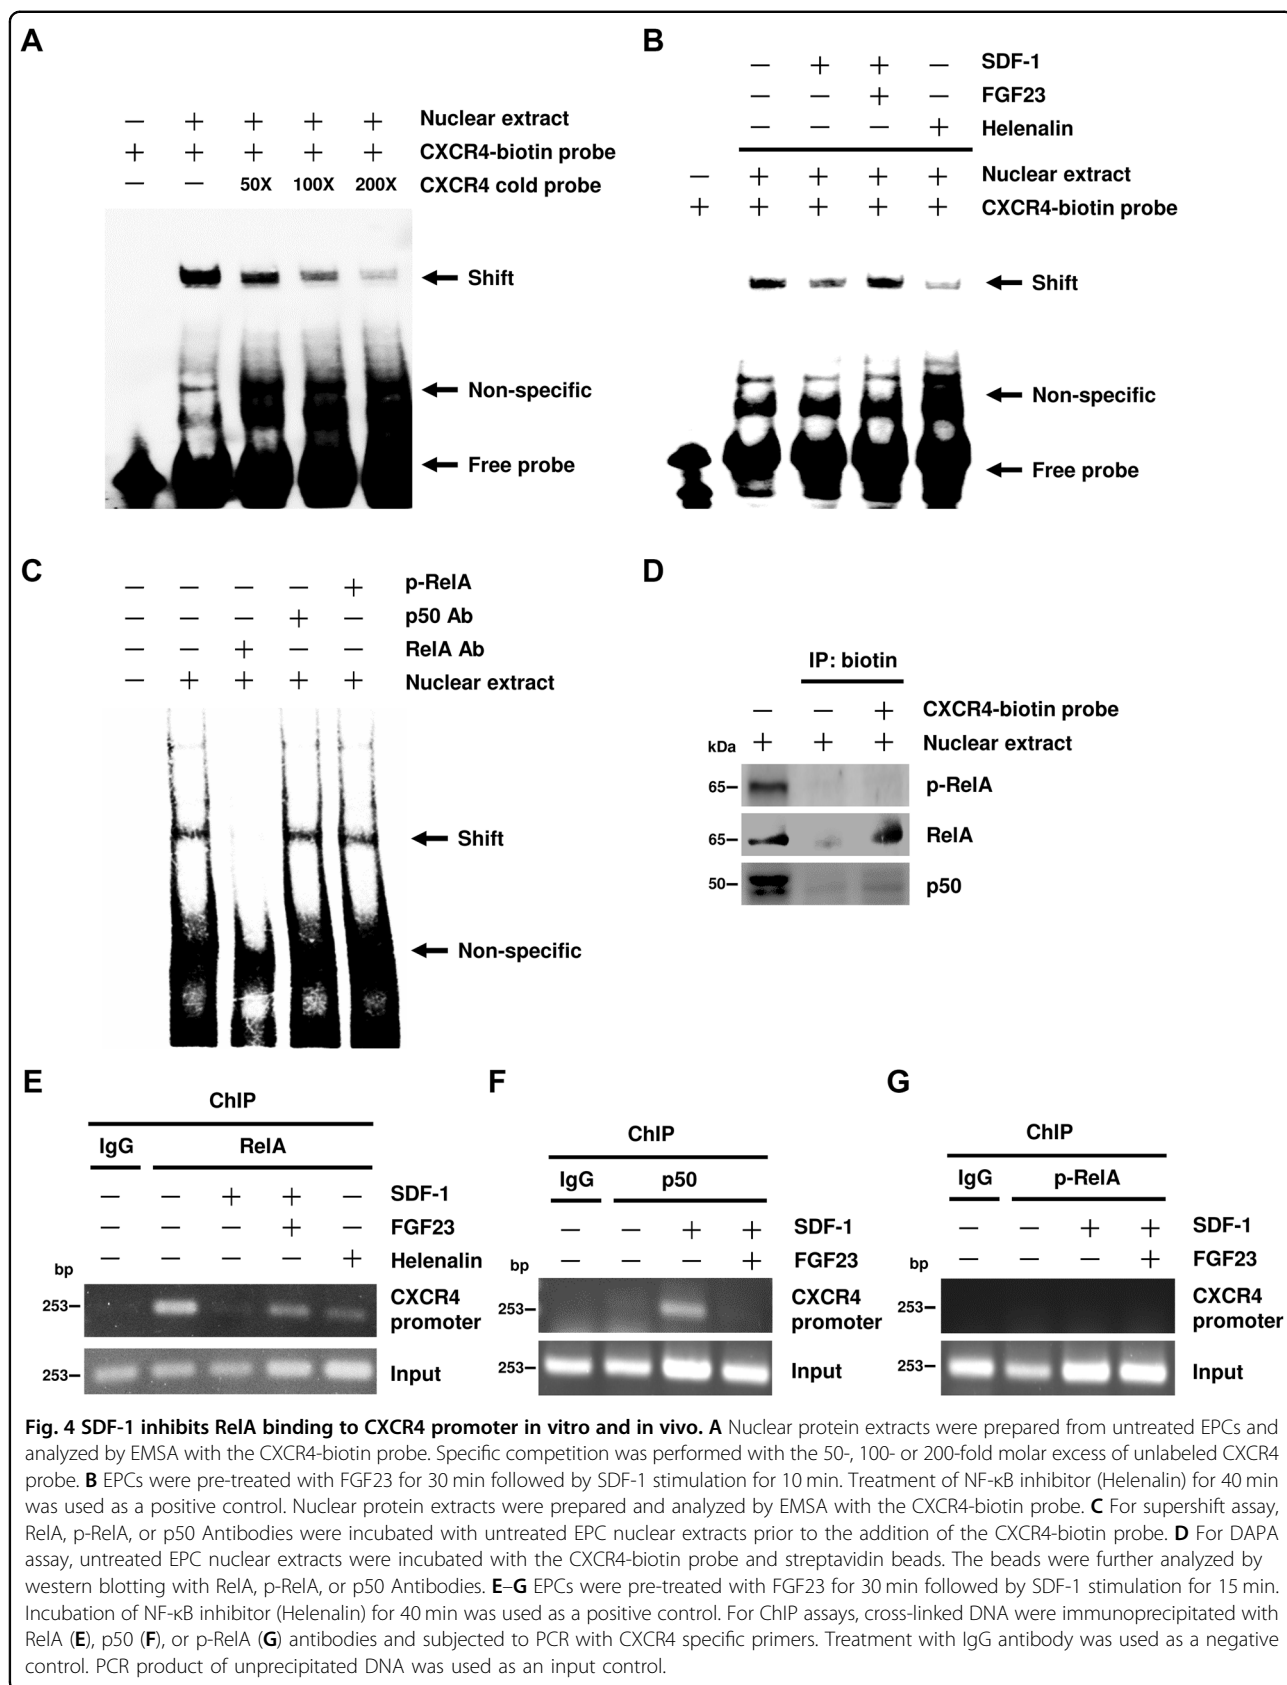 A
— + + + + Nuclear extract
+ + + + + CXCR4-biotin probe
— — 50X 100X 200X CXCR4 cold probe
Shift
Non-specific
Free probe
B
— + + — SDF-1
— — + — FGF23
— — — + Helenalin
— + + + + Nuclear extract
+ + + + + CXCR4-biotin probe
Shift
Non-specific
Free probe
C
— — — — + p-RelA
— — — + — p50 Ab
— — + — — RelA Ab
— + + + + Nuclear extract
Shift
Non-specific
D
IP: biotin
— — + CXCR4-biotin probe
kDa + + + Nuclear extract
65 p-RelA
65 RelA
50 p50
E
ChIP
IgG RelA
— — + + — SDF-1
— — — + — FGF23
— — — — + Helenalin
bp
253 CXCR4 promoter
253 Input
F
ChIP
IgG p50
— — + + SDF-1
— — — + FGF23
bp
253 CXCR4 promoter
253 Input
G
ChIP
IgG p-RelA
— — + + SDF-1
— — — + FGF23
bp
253 CXCR4 promoter
253 Input
Fig. 4 SDF-1 inhibits RelA binding to CXCR4 promoter in vitro and in vivo. A Nuclear protein extracts were prepared from untreated EPCs and
analyzed by EMSA with the CXCR4-biotin probe. Specific competition was performed with the 50-, 100- or 200-fold molar excess of unlabeled CXCR4
probe. B EPCs were pre-treated with FGF23 for 30 min followed by SDF-1 stimulation for 10 min. Treatment of NF-κB inhibitor (Helenalin) for 40 min
was used as a positive control. Nuclear protein extracts were prepared and analyzed by EMSA with the CXCR4-biotin probe. C For supershift assay,
RelA, p-RelA, or p50 Antibodies were incubated with untreated EPC nuclear extracts prior to the addition of the CXCR4-biotin probe. D For DAPA
assay, untreated EPC nuclear extracts were incubated with the CXCR4-biotin probe and streptavidin beads. The beads were further analyzed by
western blotting with RelA, p-RelA, or p50 Antibodies. E–G EPCs were pre-treated with FGF23 for 30 min followed by SDF-1 stimulation for 15 min.
Incubation of NF-κB inhibitor (Helenalin) for 40 min was used as a positive control. For ChIP assays, cross-linked DNA were immunoprecipitated with
RelA (E), p50 (F), or p-RelA (G) antibodies and subjected to PCR with CXCR4 specific primers. Treatment with IgG antibody was used as a negative
control. PCR product of unprecipitated DNA was used as an input control.